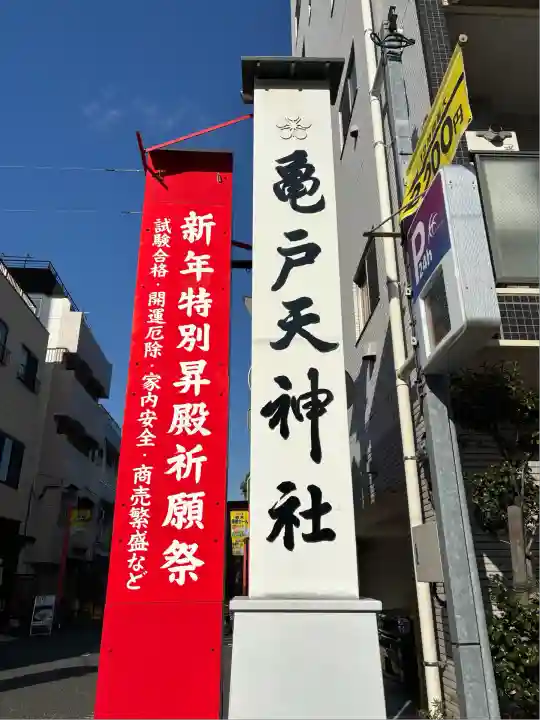 亀戸天神社
新年特別昇殿祈願祭
試験合格・開運厄除・家内安全・商売繁盛など
P
24h